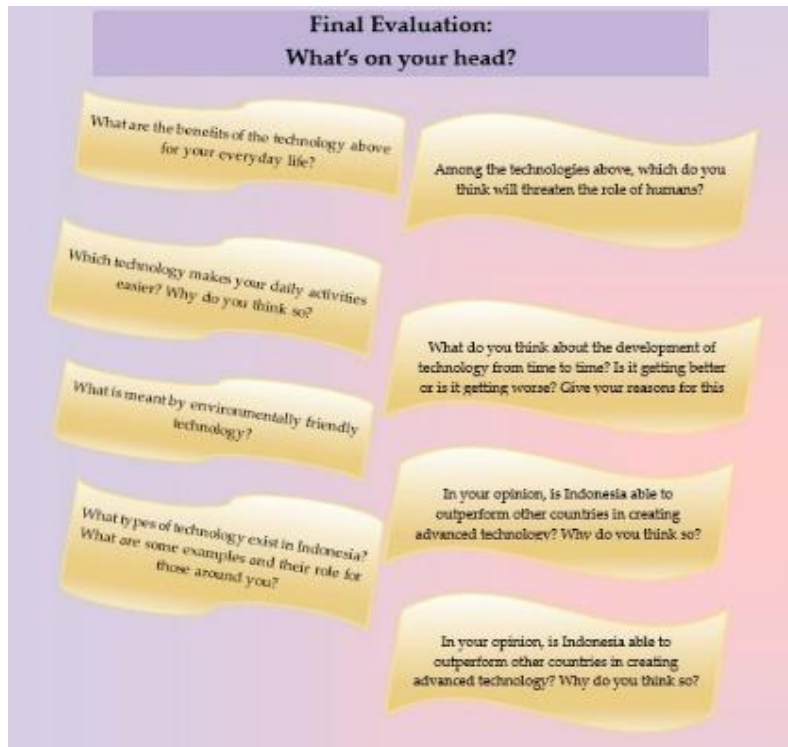 Final Evaluation:
What's on your head?
What are the benefits of the technology above
for your everyday life?
Which technology makes your daily activities
easier? Why do you think so?
What is meant by environmentally friendly
technology?
What types of technology exist in Indonesia?
What are some examples and their role for
those around you?
Among the technologies above, which do you
think will threaten the role of humans?
What do you think about the development of
technology from time to time? Is it getting better
or is it getting worse? Give your reasons for this
In your opinion, is Indonesia able to
outperform other countries in creating
advanced technology? Why do you think so?
In your opinion, is Indonesia able to
outperform other countries in creating
advanced technology? Why do you think so?